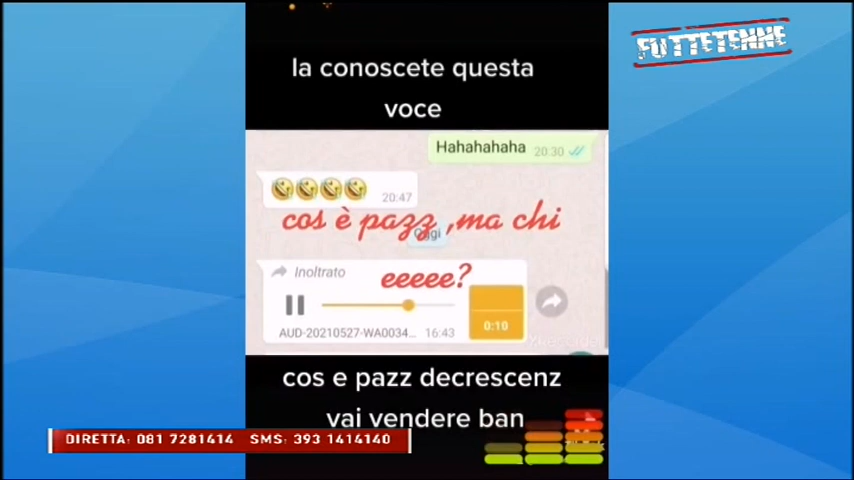 FUTTETENNE
la conoscete questa
voce
Hahahahaha 20:30
20:47
cos è pazz ,ma chi
Oggi
eeeee?
Inoltrato
0:10
AUD-20210527-WA0034... 16:43
cos e pazz decrescenz
vai vendere ban
DIRETTA: 081 7281414 SMS: 393 1414140